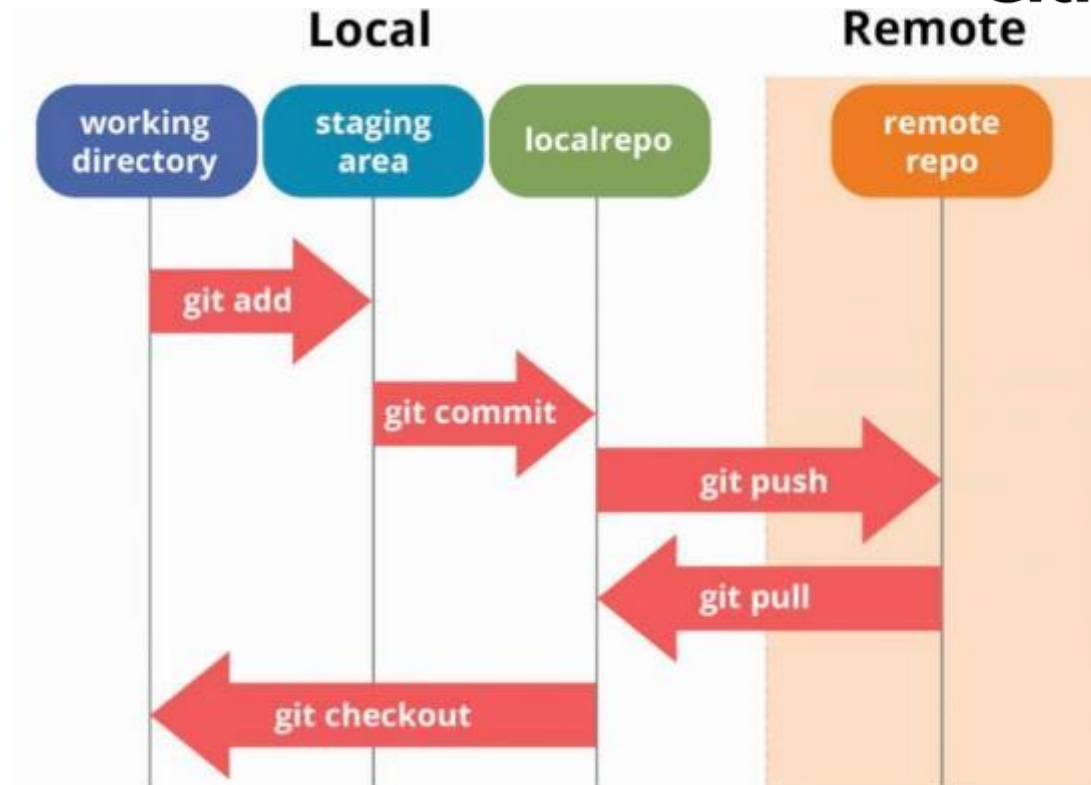 Local
Remote
working
directory
staging
area
localrepo
remote
repo
git add
git commit
git push
git pull
git checkout